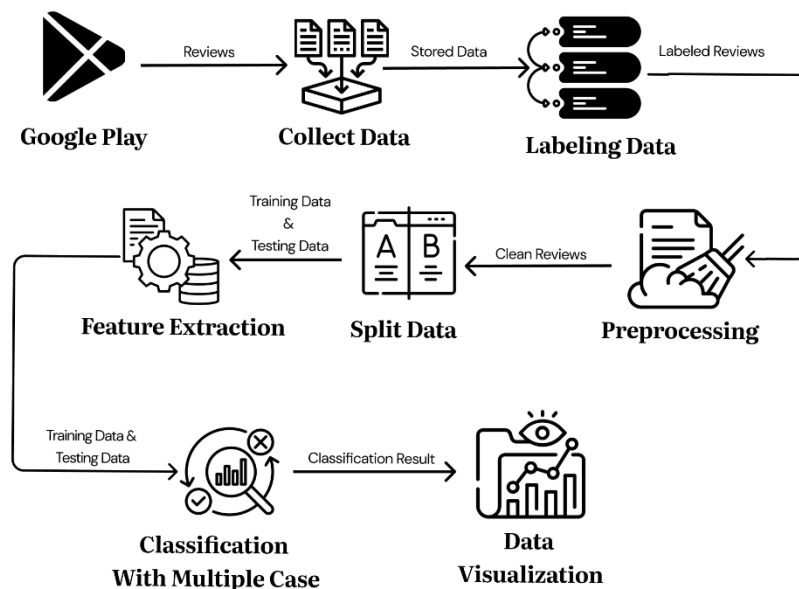 Reviews
Stored Data
Labeled Reviews
Google Play
Collect Data
Labeling Data
Training Data
&
Testing Data
A B
Clean Reviews
Feature Extraction
Split Data
Preprocessing
Training Data &
Testing Data
Classification Result
Classification
With Multiple Case
Data
Visualization